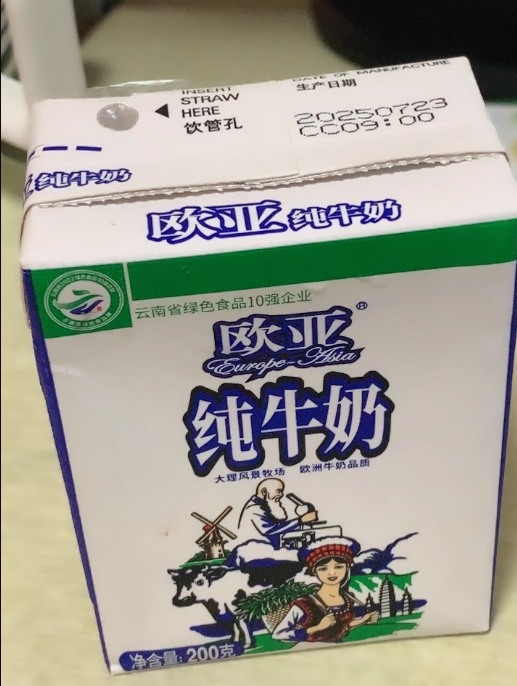 INSERT
STRAW
HERE
饮管孔
DATE OF MANUFACTURE
生产日期
20250723
CC09:00
纯牛奶
欧亚 纯牛奶
云南省绿色食品10强企业
欧亚®
Europe-Asia
纯牛奶
大理风景牧场 欧洲牛奶品质
净含量: 200克